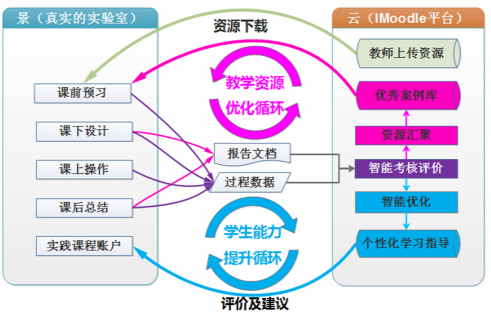 景（真实的实验室）
资源下载
云（IMoodle平台）
教师上传资源
教学资源
优化循环
课前预习
优秀案例库
课下设计
资源汇聚
报告文档
课上操作
智能考核评价
过程数据
课后总结
智能优化
学生能力
提升循环
实践课程账户
个性化学习指导
评价及建议